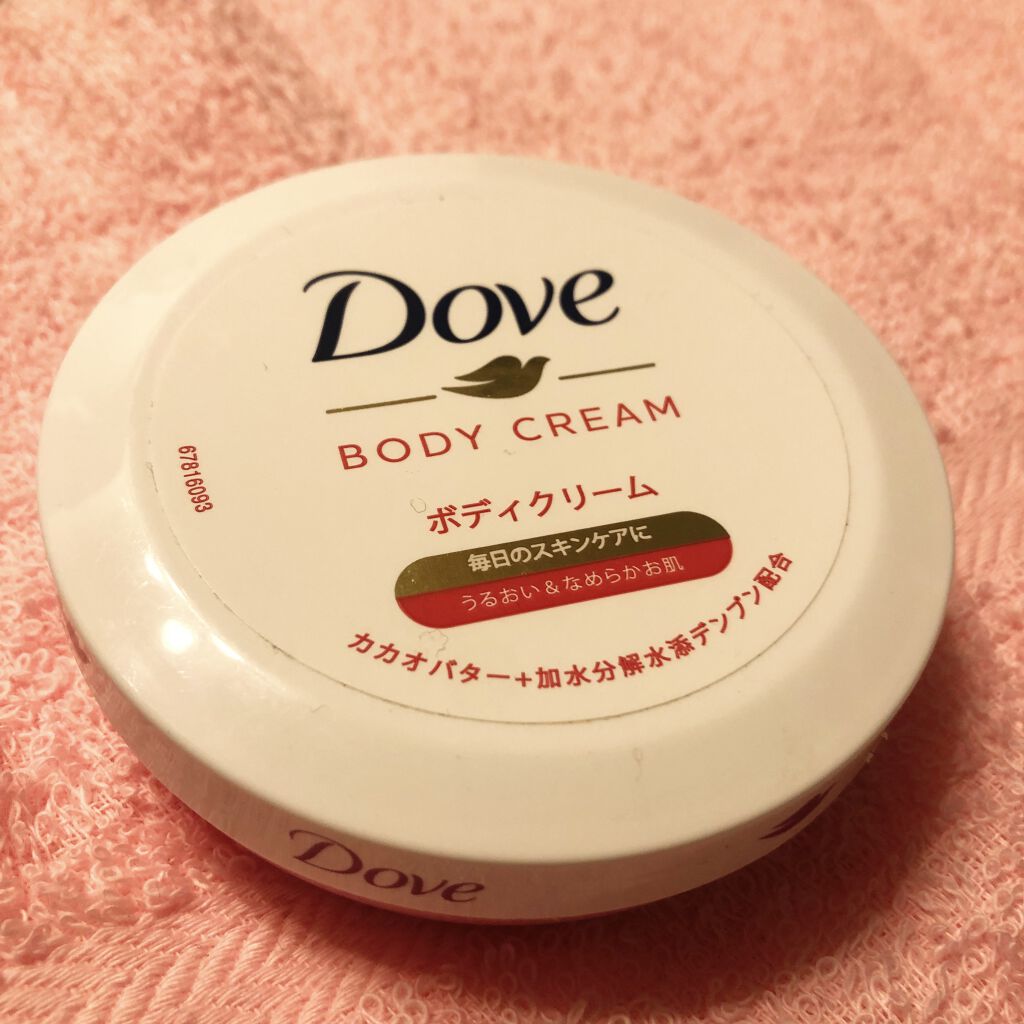 Dove
BODY CREAM
ボディクリーム
毎日のスキンケアに
うるおい&なめらかお肌
カカオバター+加水分解水添デンプン配合
67816093
Dove